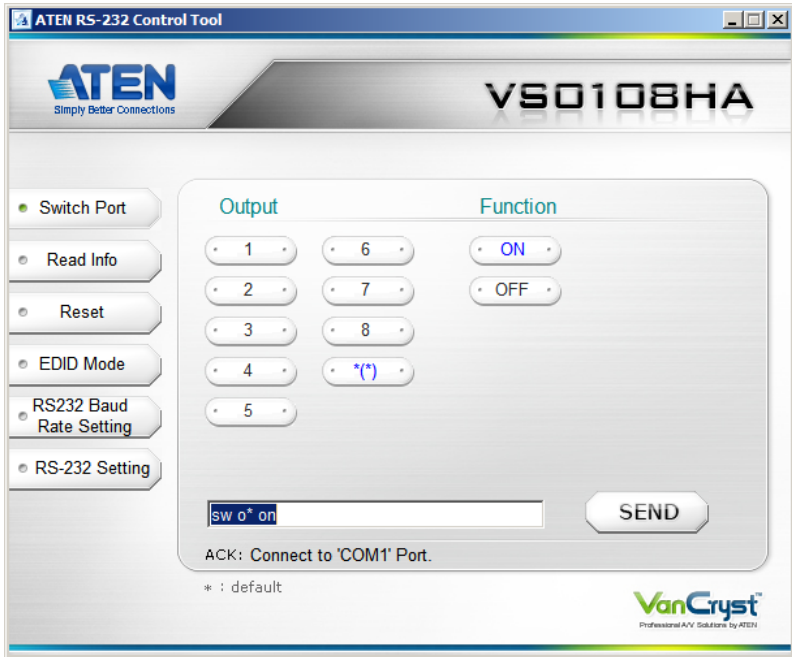 ATEN RS-232 Control Tool
ATEN
Simply Better Connections
VS0108HA
Switch Port
Read Info
Reset
EDID Mode
RS232 Baud
Rate Setting
RS-232 Setting
Output
Function
1
6
ON
2
7
OFF
3
8
4
*(*)
5
sw o* on
SEND
ACK: Connect to 'COM1' Port.
* : default
VanCryst™
Professional A/V Solutions by ATEN